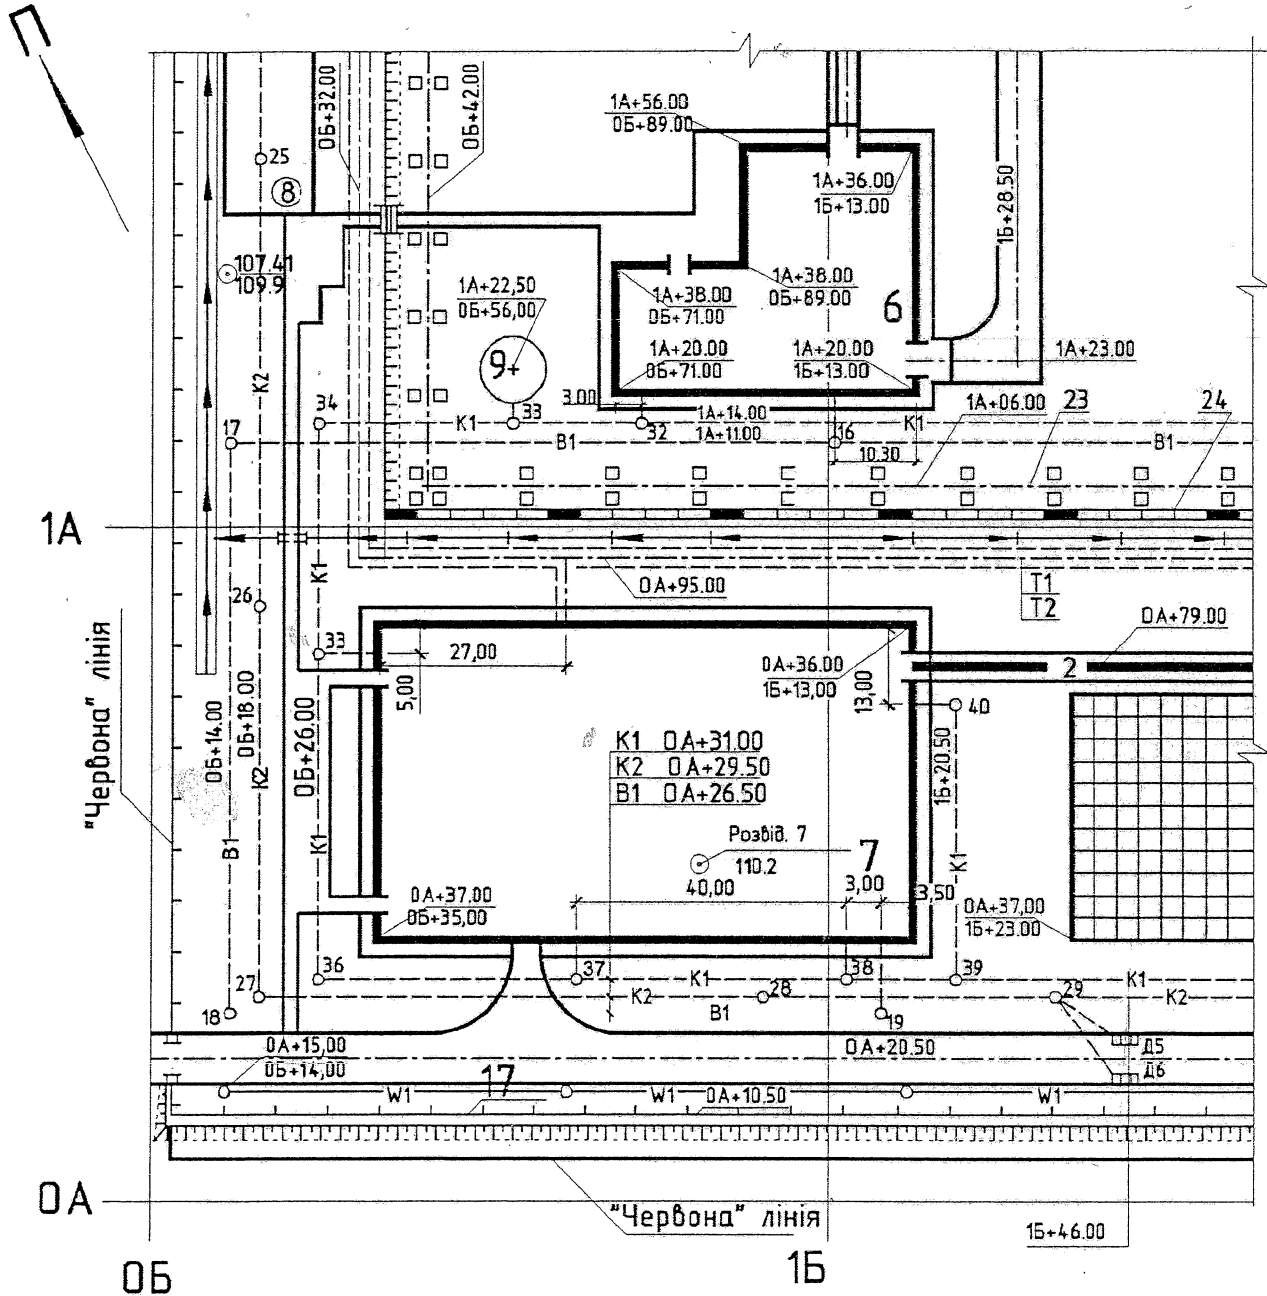 П
0Б+32.00
0Б+42.00
1А+56.00
0Б+89.00
25
8
1А+36.00
1Б+13.00
1Б+28.50
107.41
109.9
1А+22,50
0Б+56,00
1А+38.00
0Б+71.00
1А+38.00
0Б+89.00
6
9
1А+20.00
0Б+71.00
1А+20.00
1Б+13.00
1А+23.00
К2
34
3.00
1А+06.00
23
24
17
К1
33
32
1А+14.00
К1
В1
1А+11.00
16
В1
10.30
1А
К1
0А+95.00
Т1
Т2
26
0А+79.00
33
27,00
0А+36.00
1Б+13,00
2
"Червона" лінія
5,00
13,00
0Б+14.00
0Б+18.00
0Б+26.00
40
К1 0А+31.00
К2 0А+29.50
В1 0А+26.50
1Б+20.50
К2
В1
К1
Розвід. 7
110.2
7
К1
40,00
3,00
3,50
0А+37.00
0Б+35,00
0А+37,00
1Б+23.00
36
37
К1
38
39
К1
27
К2
28
29
К2
18
В1
19
0А+15,00
0Б+14,00
0А+20.50
Д5
Д6
17
W1
W1
0А+10.50
W1
0А
"Червона" лінія
1Б+46.00
0Б
1Б